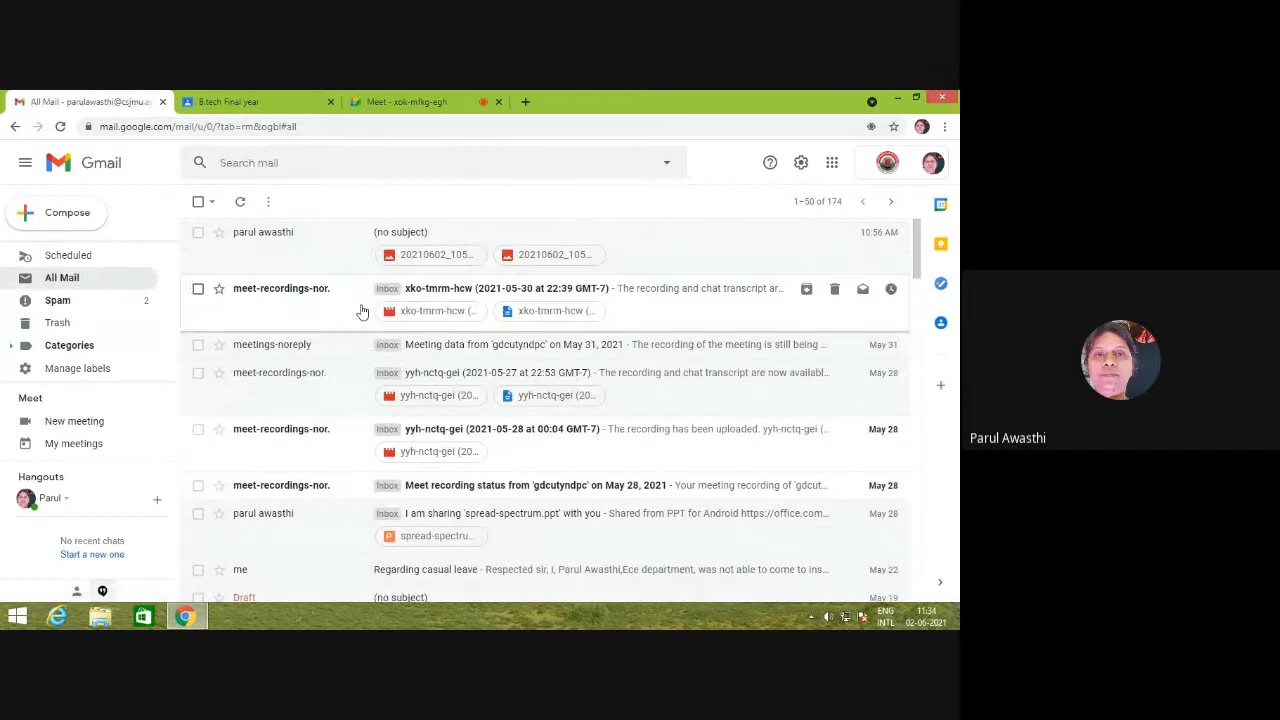 All Mail - parulawasthi@csjmu.a
B.tech Final year
Meet - xok-mfkg-egh
mail.google.com/mail/u/0/?tab=rm&ogbl#all
Gmail
Search mail
Compose
1–50 of 174
Scheduled
All Mail
Spam 2
Trash
Categories
Manage labels
Meet
New meeting
My meetings
Hangouts
Parul
No recent chats
Start a new one
parul awasthi (no subject) 10:56 AM
20210602_105... 20210602_105...
meet-recordings-nor. Inbox xko-tmrm-hcw (2021-05-30 at 22:39 GMT-7) - The recording and chat transcript ar...
xko-tmrm-hcw (... xko-tmrm-hcw (...
meetings-noreply Inbox Meeting data from 'gdcutyndpc' on May 31, 2021 - The recording of the meeting is still being ... May 31
meet-recordings-nor. Inbox yyh-nctq-gei (2021-05-27 at 22:53 GMT-7) - The recording and chat transcript are now availabl... May 28
yyh-nctq-gei (20... yyh-nctq-gei (20...
meet-recordings-nor. Inbox yyh-nctq-gei (2021-05-28 at 00:04 GMT-7) - The recording has been uploaded. yyh-nctq-gei (... May 28
yyh-nctq-gei (20...
meet-recordings-nor. Inbox Meet recording status from 'gdcutyndpc' on May 28, 2021 - Your meeting recording of 'gdcut... May 28
parul awasthi Inbox I am sharing 'spread-spectrum.ppt' with you - Shared from PPT for Android https://office.com... May 28
spread-spectru...
me Regarding casual leave - Respected sir, I, Parul Awasthi,Ece department, was not able to come to ins... May 22
Draft (no subject) May 19
ENG
INTL
11:34
02-06-2021
Parul Awasthi